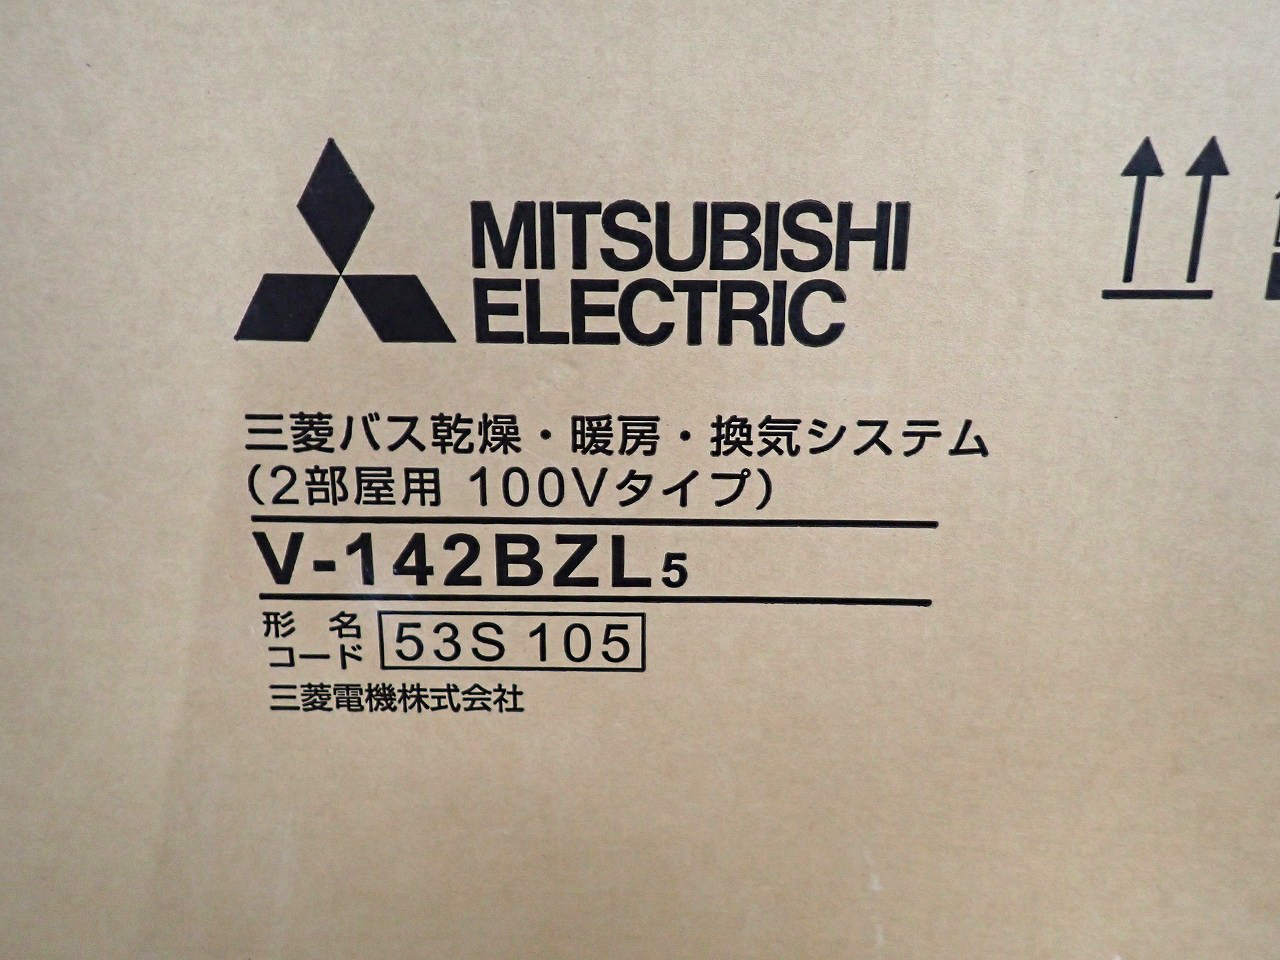 MITSUBISHI
ELECTRIC
三菱バス乾燥・暖房・換気システム
（2部屋用 100Vタイプ）
V-142BZL5
形 名
コード
53S 105
三菱電機株式会社